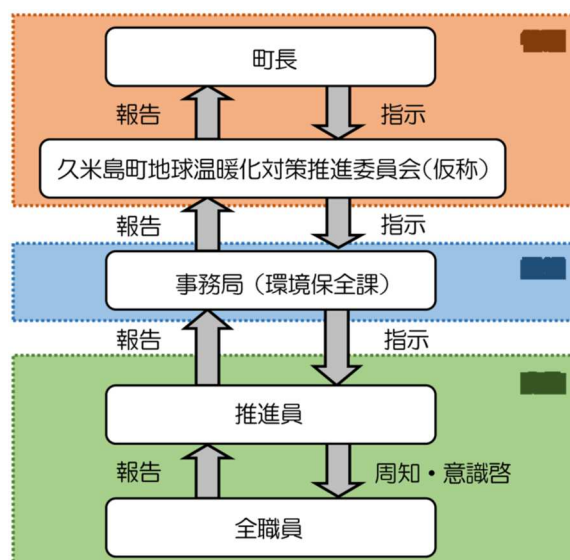 町長
報告
指示
久米島町地球温暖化対策推進委員会(仮称)
報告
指示
事務局（環境保全課）
報告
指示
推進員
報告
周知・意識啓
全職員